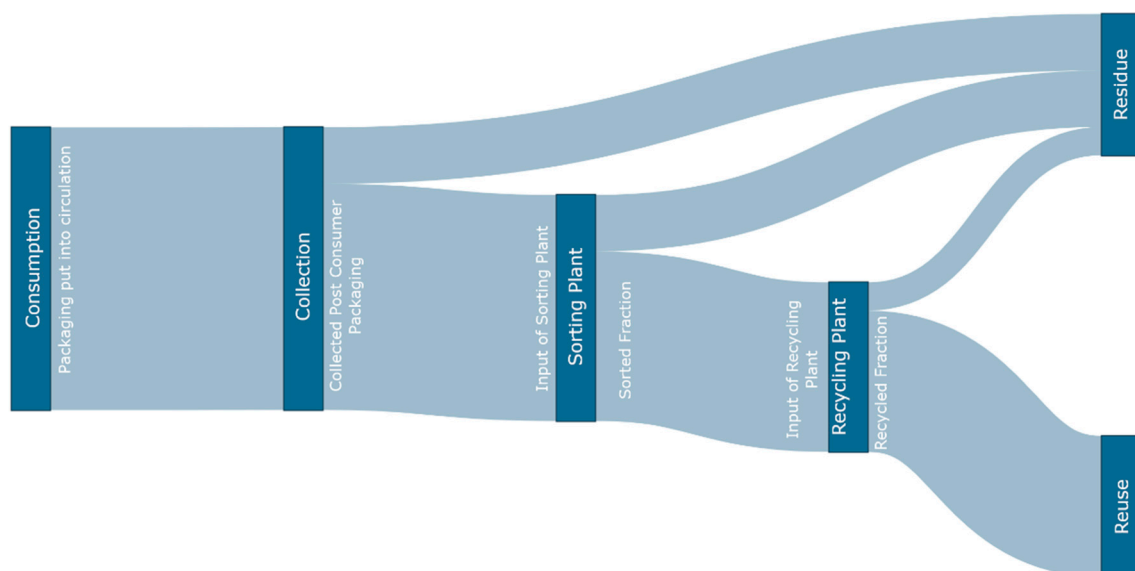 Consumption
Packaging put into circulation
Collection
Collected Post Consumer
Packaging
Input of Sorting Plant
Sorting Plant
Sorted Fraction
Input of Recycling
Plant
Recycling Plant
Recycled Fraction
Residue
Reuse